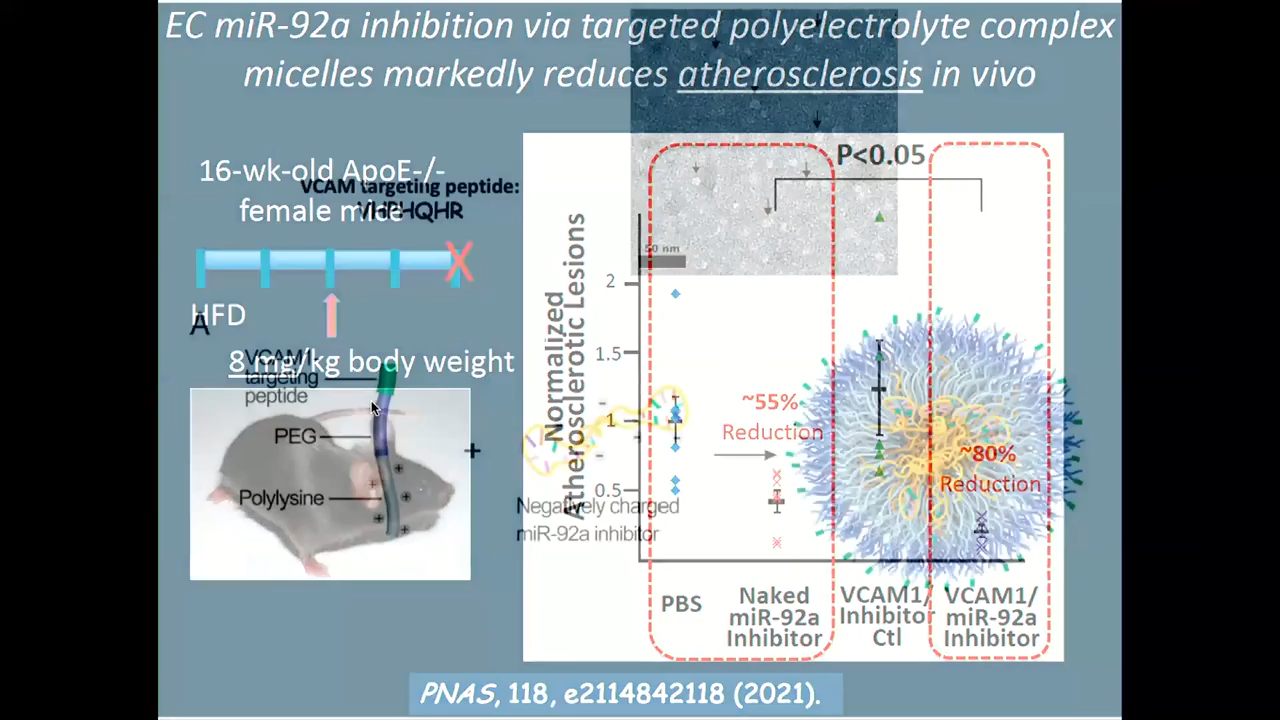 EC miR-92a inhibition via targeted polyelectrolyte complex
micelles markedly reduces atherosclerosis in vivo
16-wk-old ApoE-/-
female mice
VCAM targeting peptide:
VHPHQHR
HFD
A
8 mg/kg body weight
VCAM1
targeting
peptide
PEG
Polylysine
+
Negatively charged
miR-92a inhibitor
50 nm
P<0.05
Normalized
Atherosclerotic Lesions
2
1.5
1
0.5
~55%
Reduction
~80%
Reduction
PBS
Naked
miR-92a
Inhibitor
VCAM1/
Inhibitor
Ctl
VCAM1/
miR-92a
Inhibitor
PNAS, 118, e2114842118 (2021).